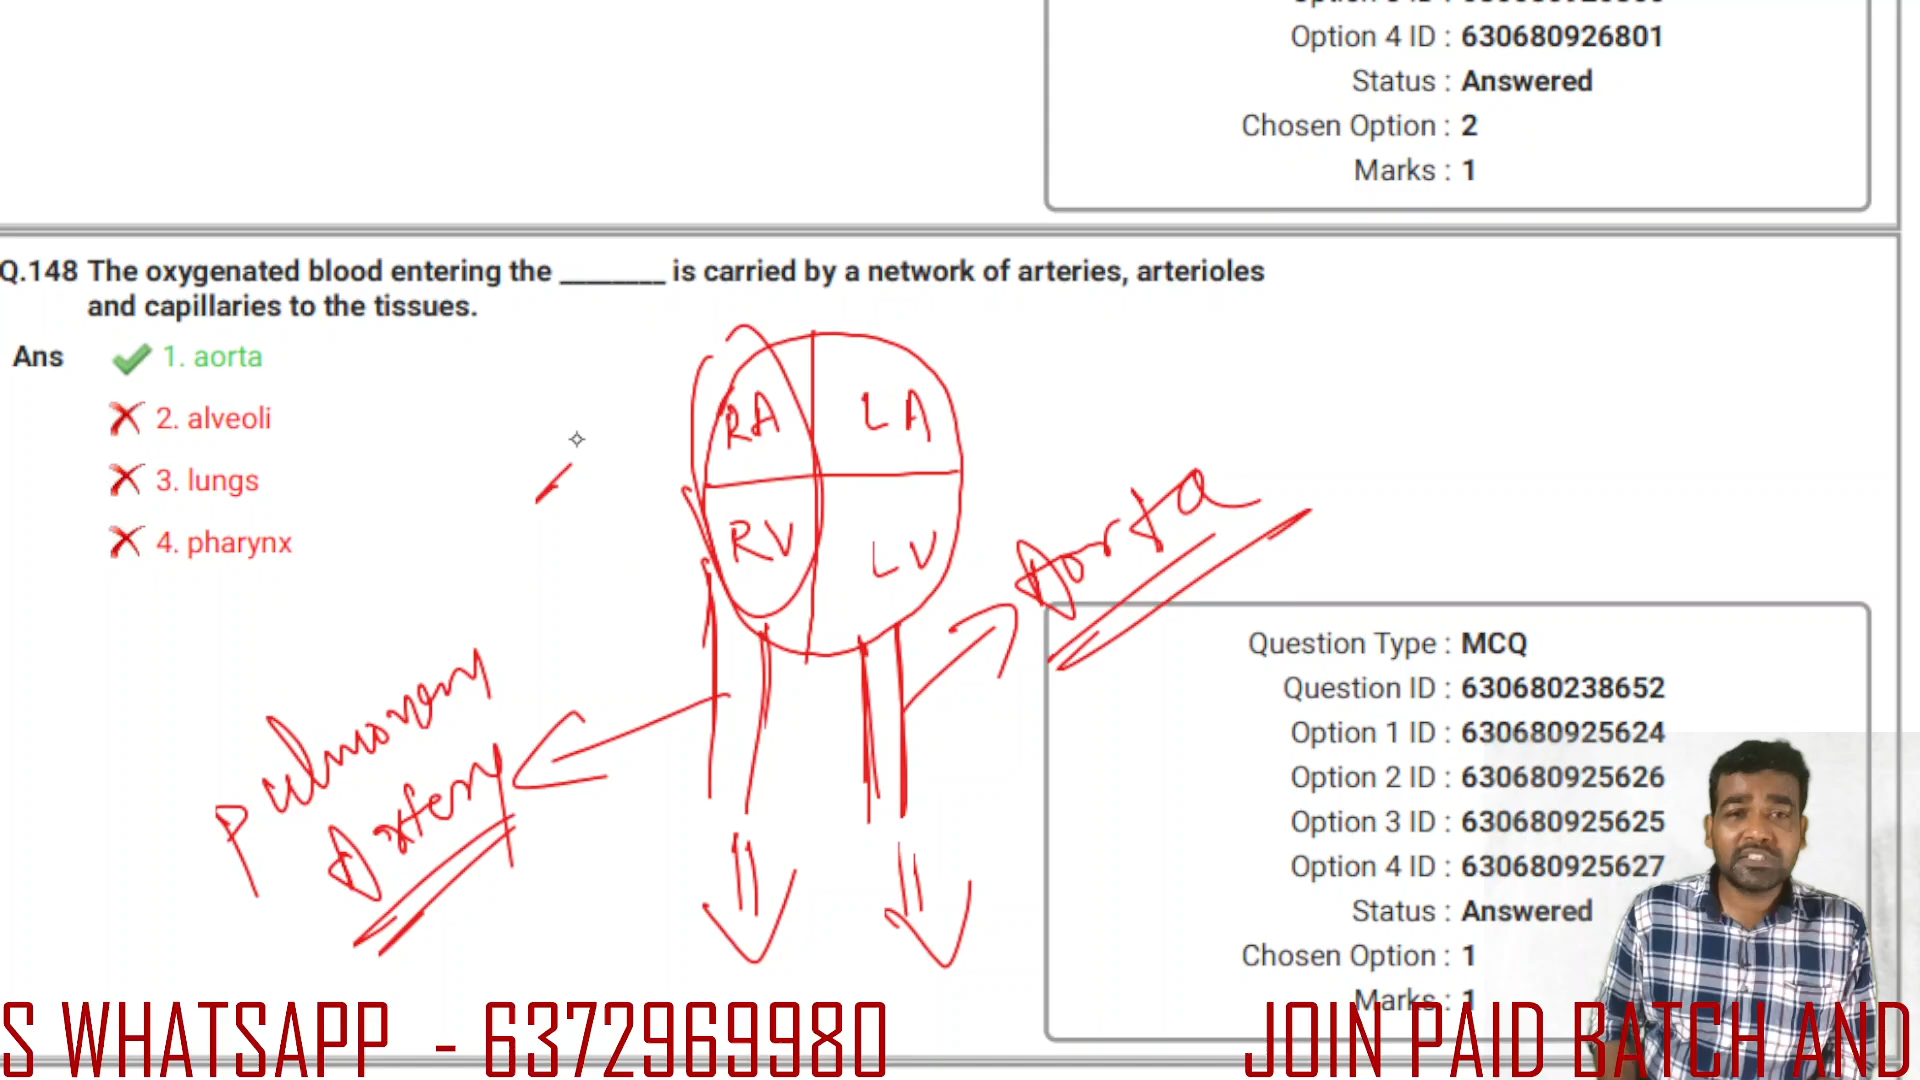 Option 4 ID : 630680926801
Status : Answered
Chosen Option : 2
Marks : 1
Q.148 The oxygenated blood entering the ________ is carried by a network of arteries, arterioles
and capillaries to the tissues.
Ans 1. aorta
2. alveoli
3. lungs
4. pharynx
RA LA
RV LV
Aorta
Pulmonery
Artery
Question Type : MCQ
Question ID : 630680238652
Option 1 ID : 630680925624
Option 2 ID : 630680925626
Option 3 ID : 630680925625
Option 4 ID : 630680925627
Status : Answered
Chosen Option : 1
Marks : 1
S WHATSAPP - 6372969980 JOIN PAID BATCH AND